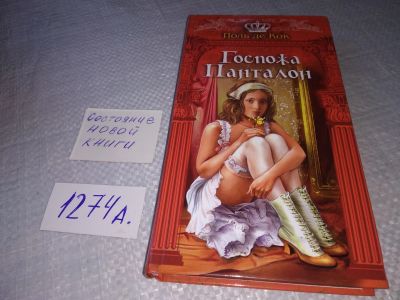 Поль де Кок
Госпожа
Панталон
Состояние
новой
книги
1274А.